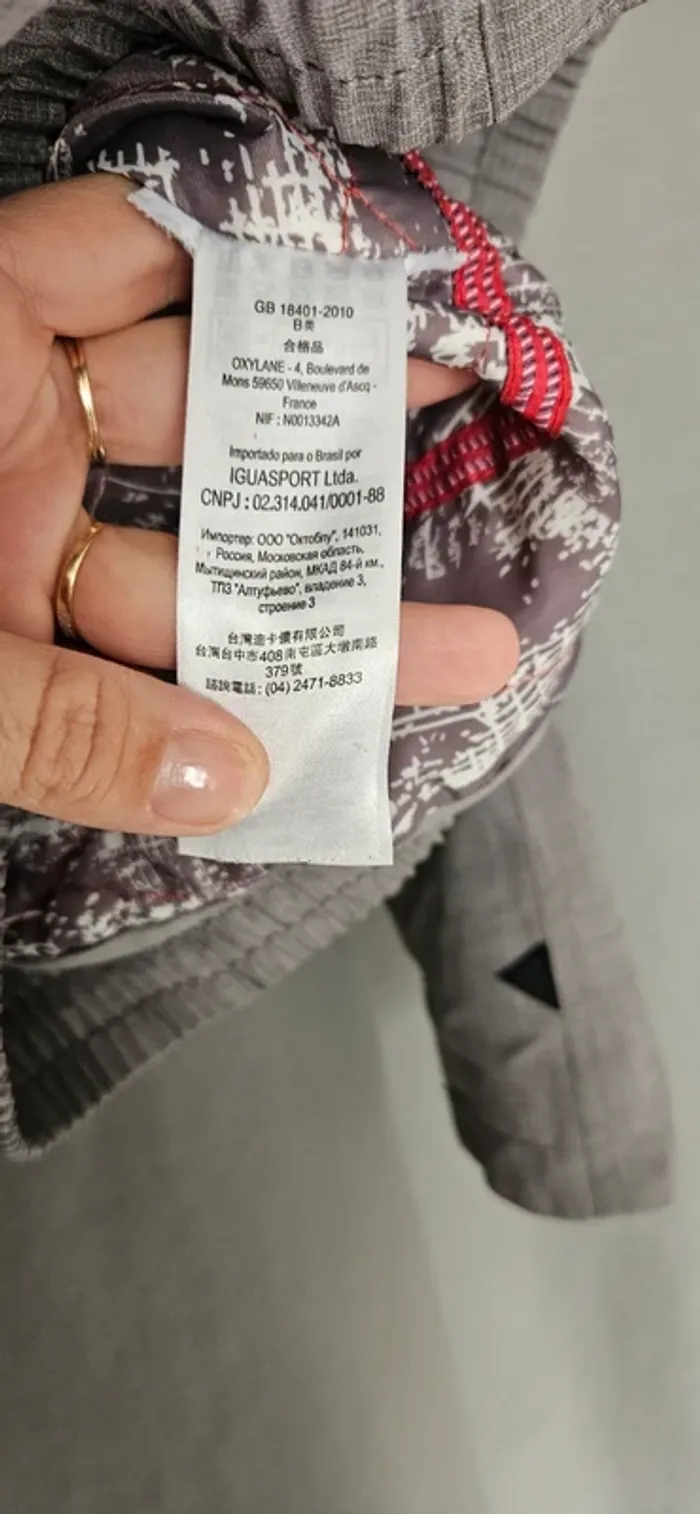 GB 18401-2010
B类
合格品
OXYLANE - 4, Boulevard de
Mons 59650 Villeneuve d'Ascq -
France
NIF : N0013342A
Importado para o Brasil por
IGUASPORT Ltda.
CNPJ : 02.314.041/0001-88
Импортер: ООО "Октоблу", 141031,
Россия, Московская область,
Мытищинский район, МКАД 84-й км.,
ТПЗ "Алтуфьево", владение 3,
строение 3
台灣迪卡儂有限公司
台灣台中市408南屯區大墩南路
379號
諮詢電話: (04) 2471-8833